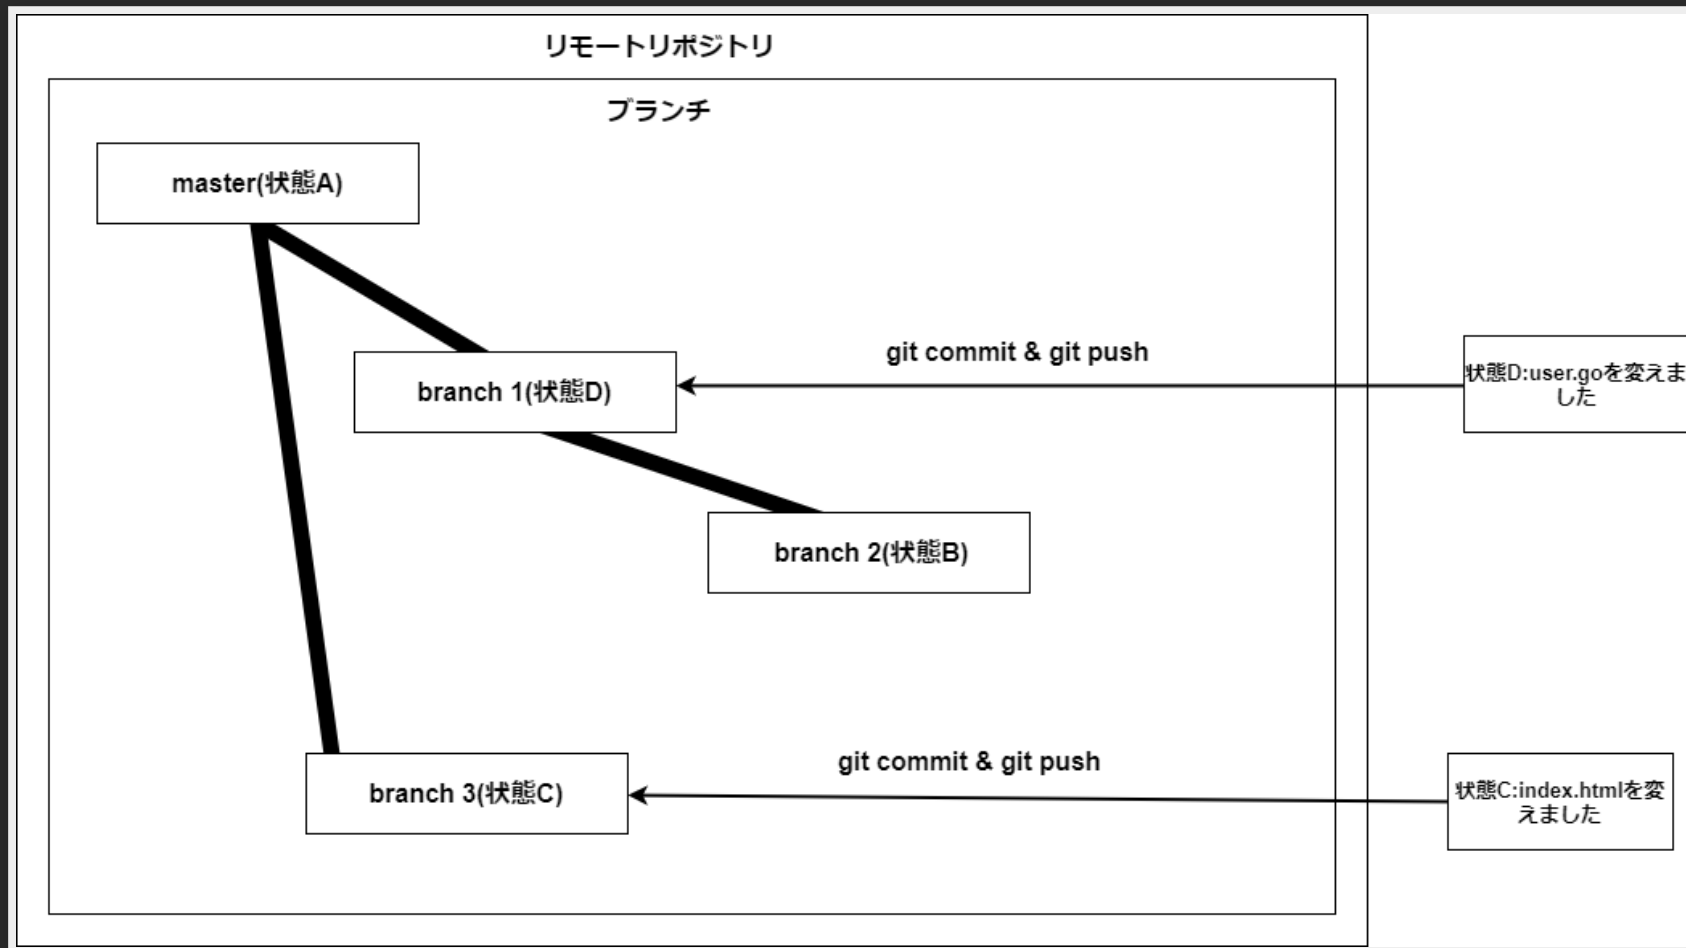 リモートリポジトリ
ブランチ
master(状態A)
git commit & git push
branch 1(状態D)
状態D:user.goを変えま
した
branch 2(状態B)
git commit & git push
branch 3(状態C)
状態C:index.htmlを変
えました